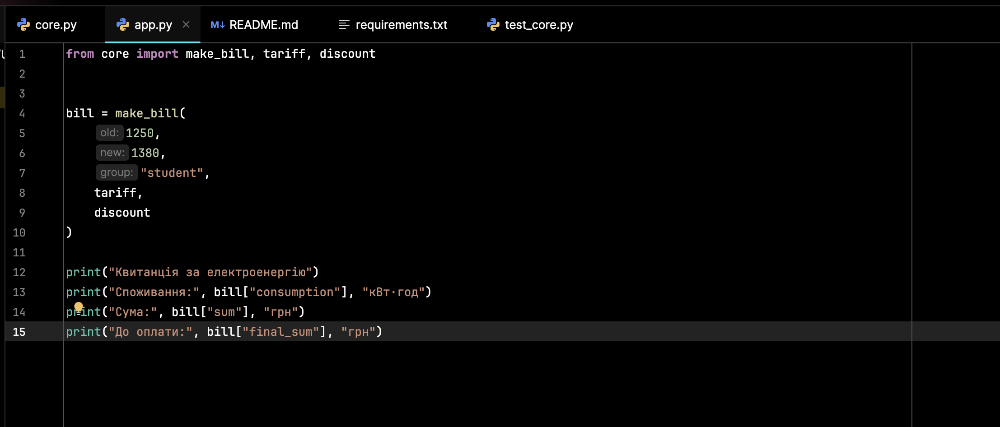 core.py app.py × M↓ README.md requirements.txt test_core.py
1 from core import make_bill, tariff, discount
2
3
4 bill = make_bill(
5 old: 1250,
6 new: 1380,
7 group: "student",
8 tariff,
9 discount
10 )
11
12 print("Квитанція за електроенергію")
13 print("Споживання:", bill["consumption"], "кВт·год")
14 print("Сума:", bill["sum"], "грн")
15 print("До оплати:", bill["final_sum"], "грн")